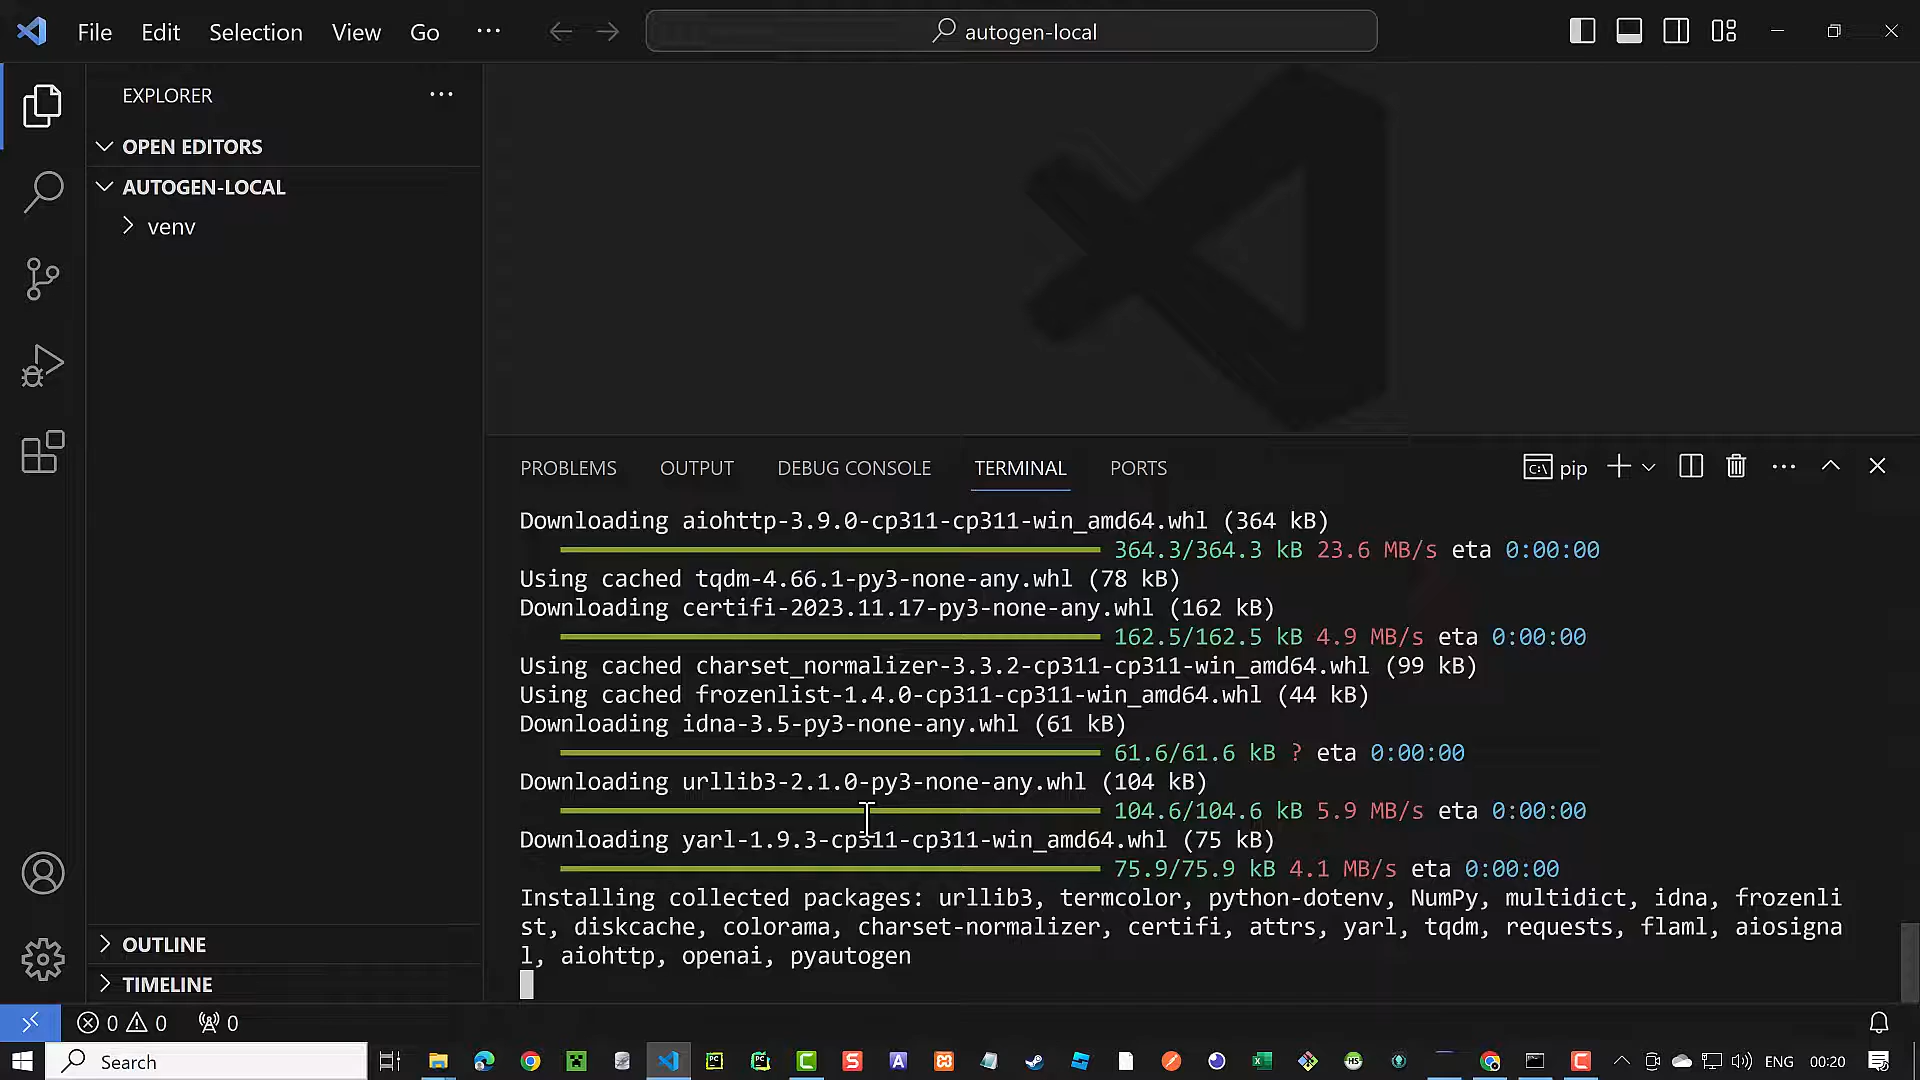 File Edit Selection View Go ···
autogen-local
EXPLORER
OPEN EDITORS
AUTOGEN-LOCAL
venv
OUTLINE
TIMELINE
PROBLEMS OUTPUT DEBUG CONSOLE TERMINAL PORTS
pip
Downloading aiohttp-3.9.0-cp311-cp311-win_amd64.whl (364 kB)
364.3/364.3 kB 23.6 MB/s eta 0:00:00
Using cached tqdm-4.66.1-py3-none-any.whl (78 kB)
Downloading certifi-2023.11.17-py3-none-any.whl (162 kB)
162.5/162.5 kB 4.9 MB/s eta 0:00:00
Using cached charset_normalizer-3.3.2-cp311-cp311-win_amd64.whl (99 kB)
Using cached frozenlist-1.4.0-cp311-cp311-win_amd64.whl (44 kB)
Downloading idna-3.5-py3-none-any.whl (61 kB)
61.6/61.6 kB ? eta 0:00:00
Downloading urllib3-2.1.0-py3-none-any.whl (104 kB)
104.6/104.6 kB 5.9 MB/s eta 0:00:00
Downloading yarl-1.9.3-cp311-cp311-win_amd64.whl (75 kB)
75.9/75.9 kB 4.1 MB/s eta 0:00:00
Installing collected packages: urllib3, termcolor, python-dotenv, NumPy, multidict, idna, frozenli
st, diskcache, colorama, charset-normalizer, certifi, attrs, yarl, tqdm, requests, flaml, aiosigna
l, aiohttp, openai, pyautogen
0 0 0
Search
ENG 00:20